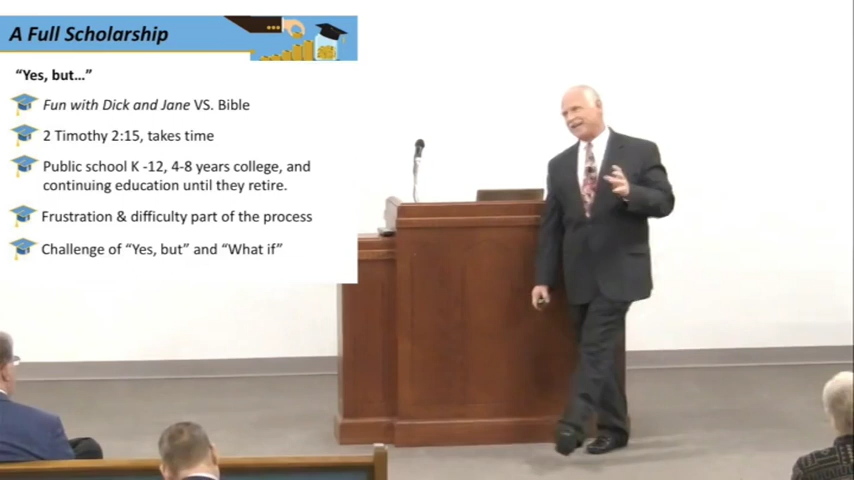 A Full Scholarship
“Yes, but…”
Fun with Dick and Jane VS. Bible
2 Timothy 2:15, takes time
Public school K -12, 4-8 years college, and
continuing education until they retire.
Frustration & difficulty part of the process
Challenge of “Yes, but” and “What if”